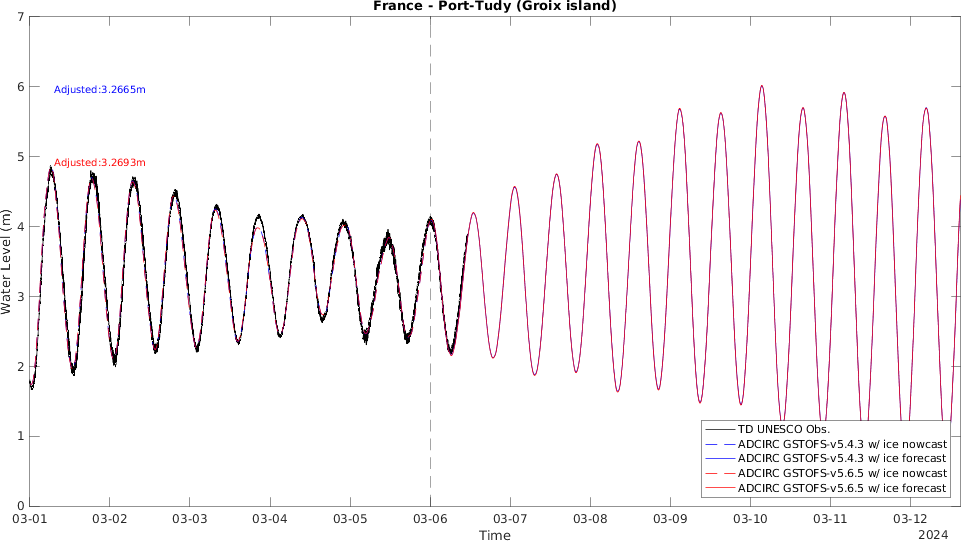 France - Port-Tudy (Groix island)
7
6
5
4
3
2
1
0
Water Level (m)
Adjusted:3.2665m
Adjusted:3.2693m
TD UNESCO Obs.
ADCIRC GSTOFS-v5.4.3 w/ ice nowcast
ADCIRC GSTOFS-v5.4.3 w/ ice forecast
ADCIRC GSTOFS-v5.6.5 w/ ice nowcast
ADCIRC GSTOFS-v5.6.5 w/ ice forecast
03-01 03-02 03-03 03-04 03-05 03-06 03-07 03-08 03-09 03-10 03-11 03-12
Time
2024